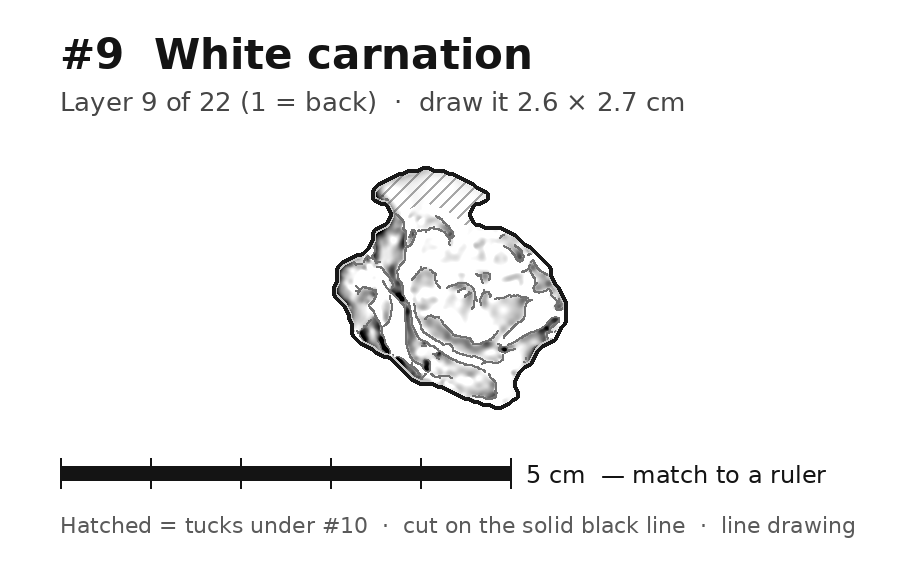 #9 White carnation
Layer 9 of 22 (1 = back) · draw it 2.6 × 2.7 cm
5 cm — match to a ruler
Hatched = tucks under #10 · cut on the solid black line · line drawing